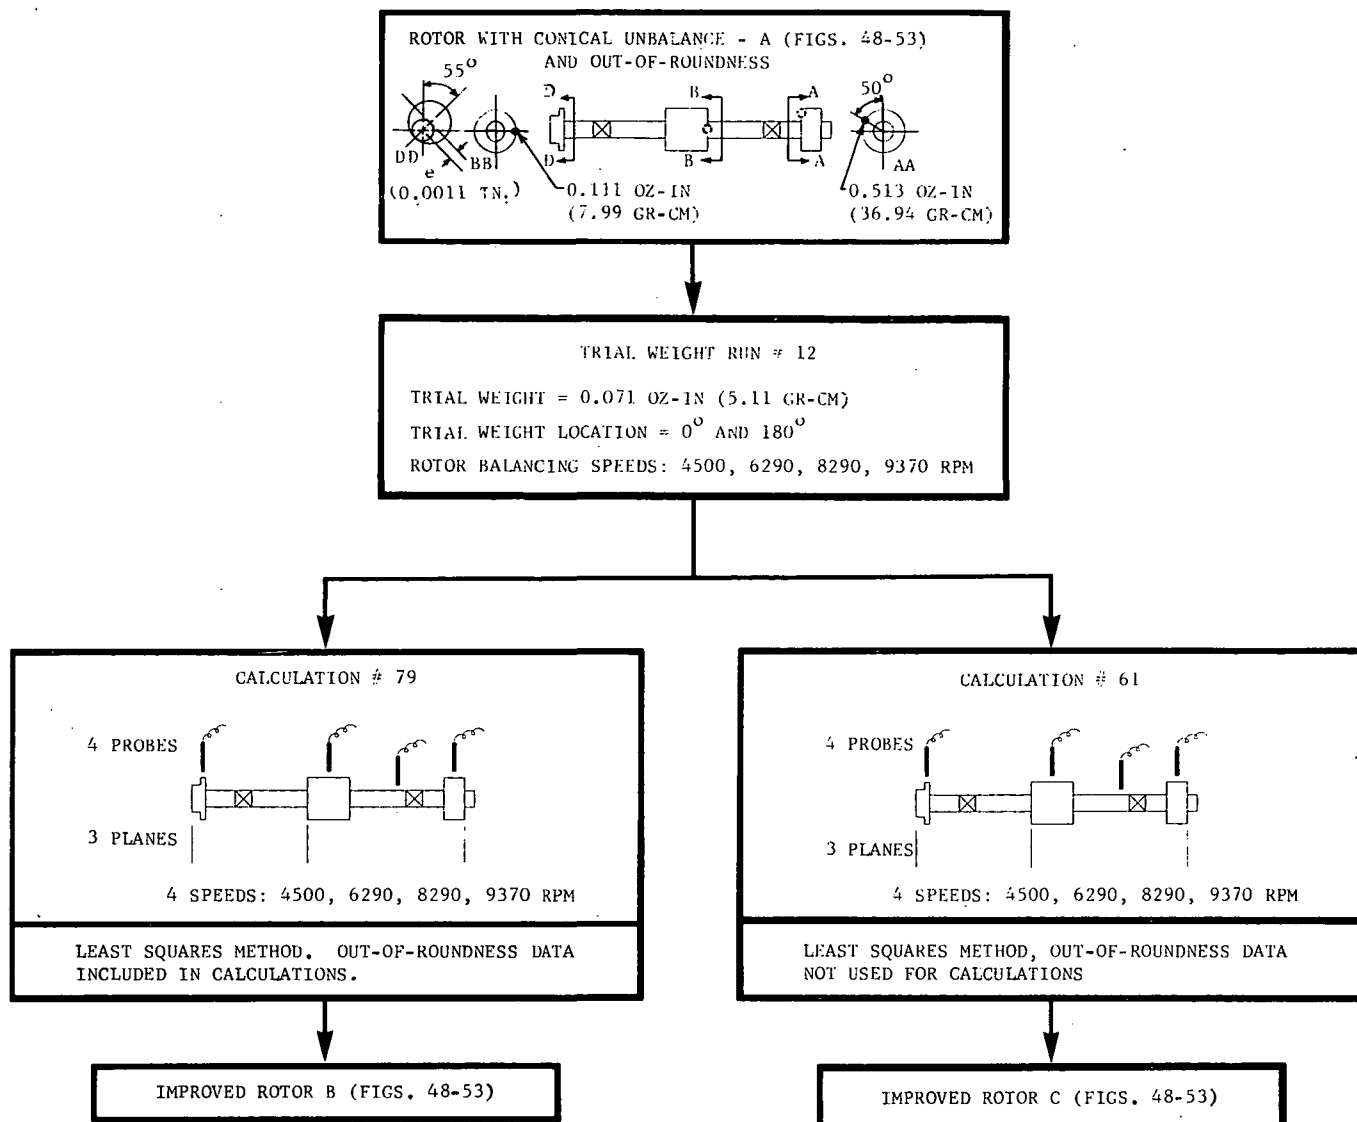 ROTOR WITH CONICAL UNBALANCE - A (FIGS. 48-53)
AND OUT-OF-ROUNDNESS
55°
D
B
A
50°
DD
BB
D
B
A
AA
e
(0.0011 IN.)
0.111 OZ-IN
(7.99 GR-CM)
0.513 OZ-IN
(36.94 GR-CM)
TRIAL WEIGHT RUN # 12
TRIAL WEIGHT = 0.071 OZ-IN (5.11 GR-CM)
TRIAL WEIGHT LOCATION = 0° AND 180°
ROTOR BALANCING SPEEDS: 4500, 6290, 8290, 9370 RPM
CALCULATION # 79
4 PROBES
3 PLANES
4 SPEEDS: 4500, 6290, 8290, 9370 RPM
LEAST SQUARES METHOD. OUT-OF-ROUNDNESS DATA
INCLUDED IN CALCULATIONS.
IMPROVED ROTOR B (FIGS. 48-53)
CALCULATION # 61
4 PROBES
3 PLANES
4 SPEEDS: 4500, 6290, 8290, 9370 RPM
LEAST SQUARES METHOD, OUT-OF-ROUNDNESS DATA
NOT USED FOR CALCULATIONS
IMPROVED ROTOR C (FIGS. 48-53)